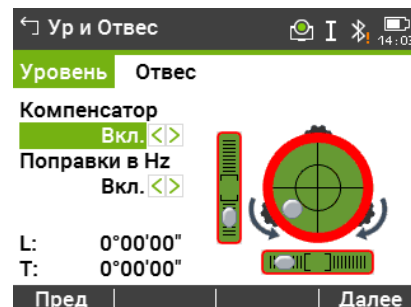 Ур и Отвес
I
14:03
Уровень Отвес
Компенсатор
Вкл.
Поправки в Hz
Вкл.
L: 0°00'00"
T: 0°00'00"
Пред Далее